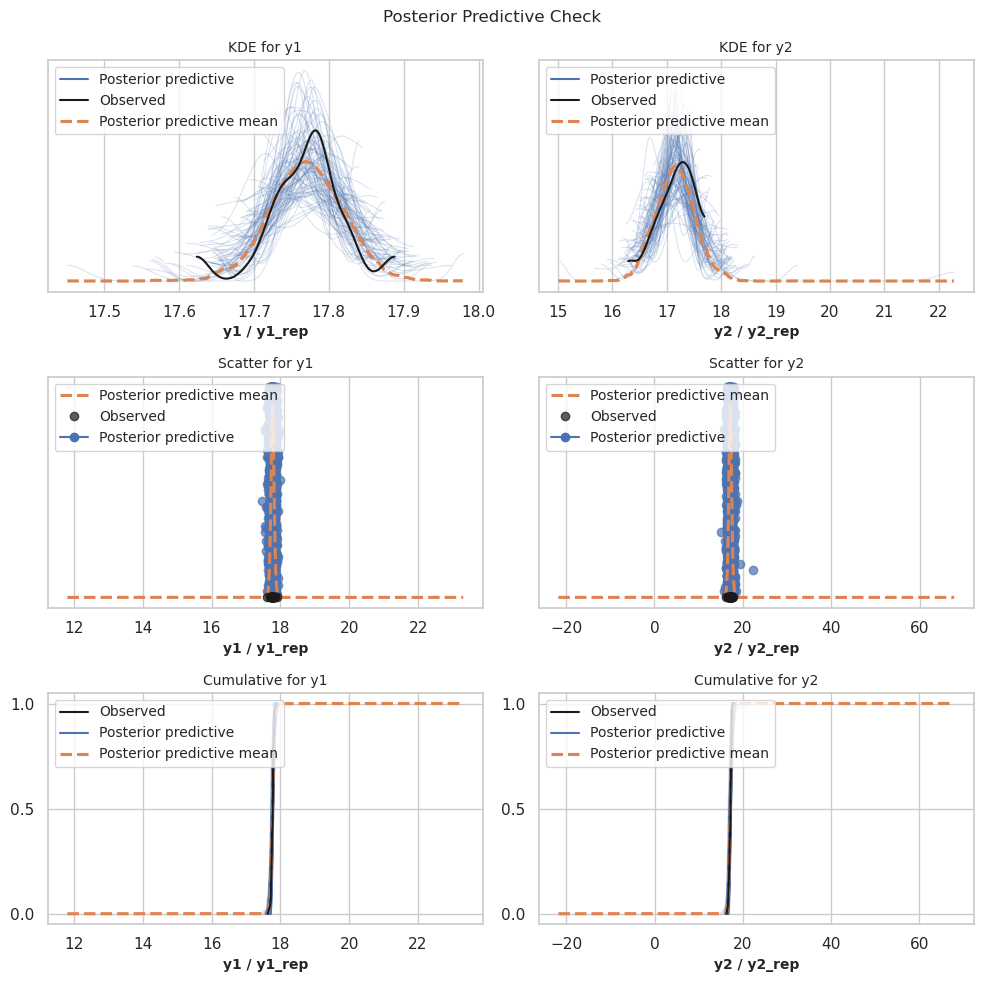 Posterior Predictive Check
KDE for y1
Posterior predictive
Observed
Posterior predictive mean
17.5 17.6 17.7 17.8 17.9 18.0
y1 / y1_rep
KDE for y2
Posterior predictive
Observed
Posterior predictive mean
15 16 17 18 19 20 21 22
y2 / y2_rep
Scatter for y1
Posterior predictive mean
Observed
Posterior predictive
12 14 16 18 20 22
y1 / y1_rep
Scatter for y2
Posterior predictive mean
Observed
Posterior predictive
−20 0 20 40 60
y2 / y2_rep
Cumulative for y1
1.0
0.5
0.0
Observed
Posterior predictive
Posterior predictive mean
12 14 16 18 20 22
y1 / y1_rep
Cumulative for y2
1.0
0.5
0.0
Observed
Posterior predictive
Posterior predictive mean
−20 0 20 40 60
y2 / y2_rep